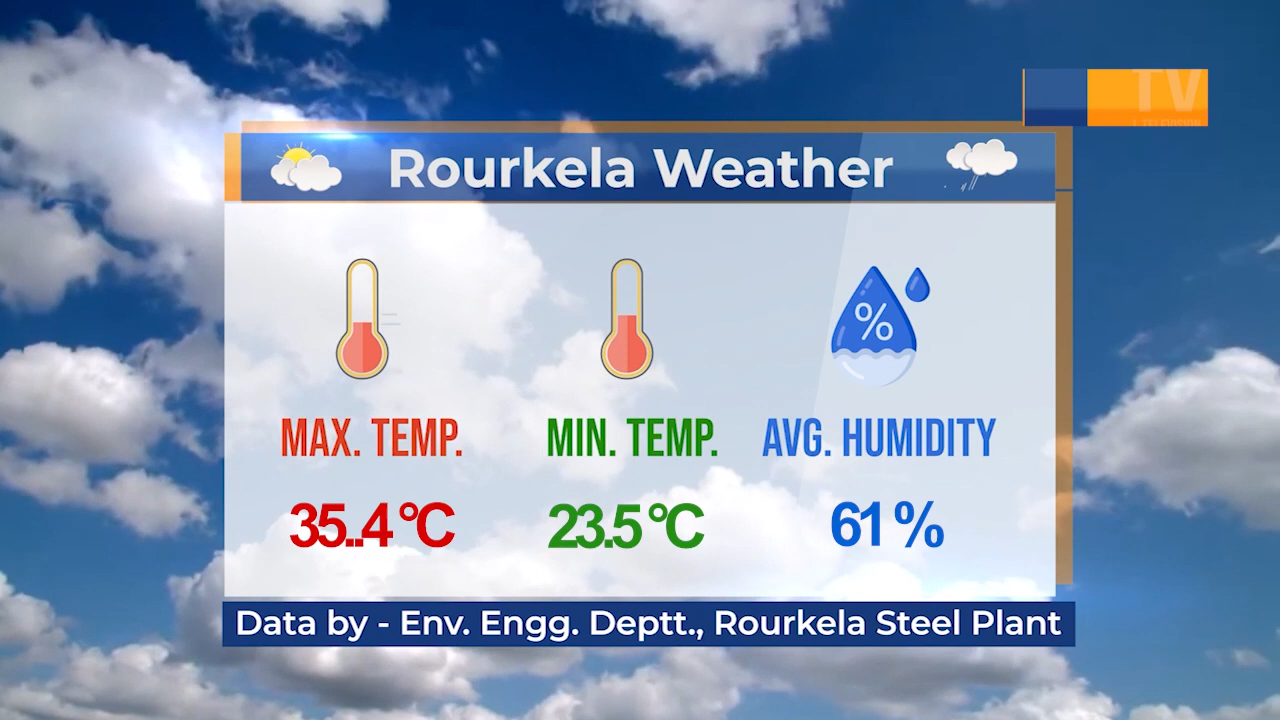 TV
Rourkela Weather
%
MAX. TEMP.
MIN. TEMP.
AVG. HUMIDITY
35..4 °C
23.5 °C
61 %
Data by - Env. Engg. Deptt., Rourkela Steel Plant